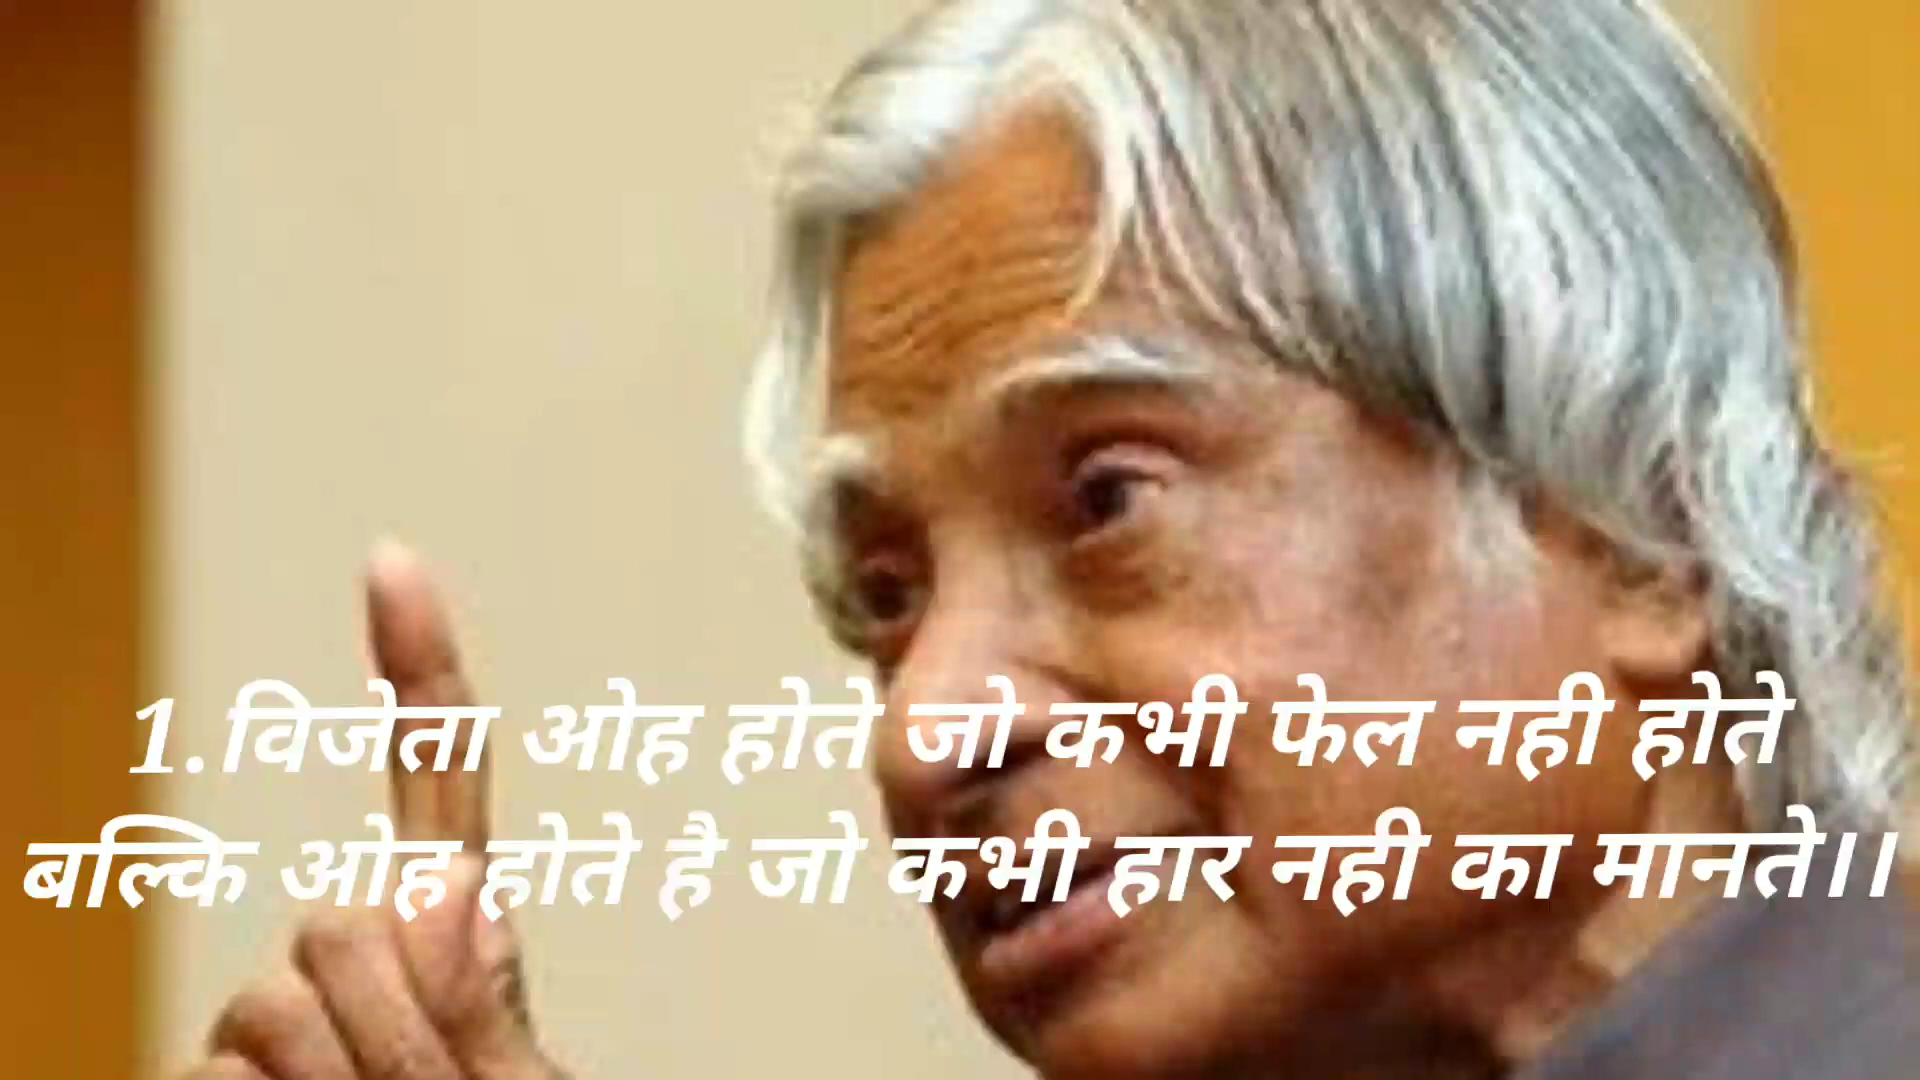 1.विजेता ओह होते जो कभी फेल नही होते
बल्कि ओह होते है जो कभी हार नही का मानते।।